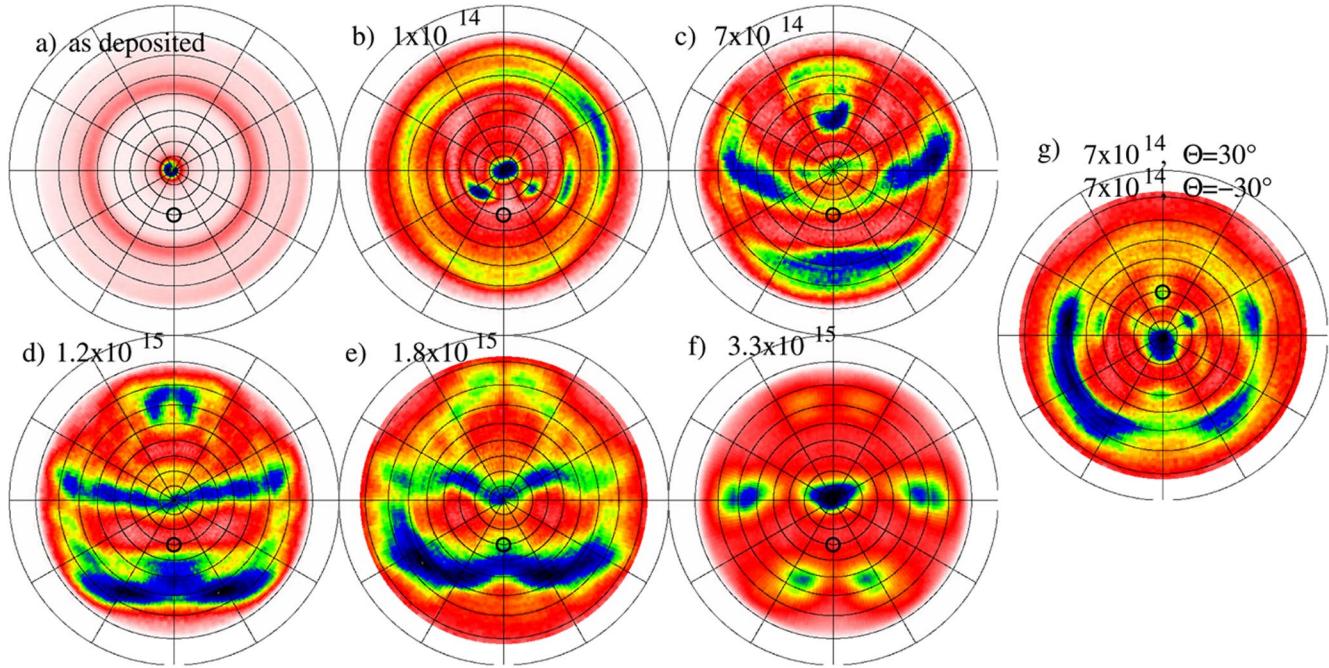 a) as deposited
b) 1x10 14
c) 7x10 14
d) 1.2x10 15
e) 1.8x10 15
f) 3.3x10 15
g) 7x10 14, Θ=30°
7x10 14, Θ=−30°